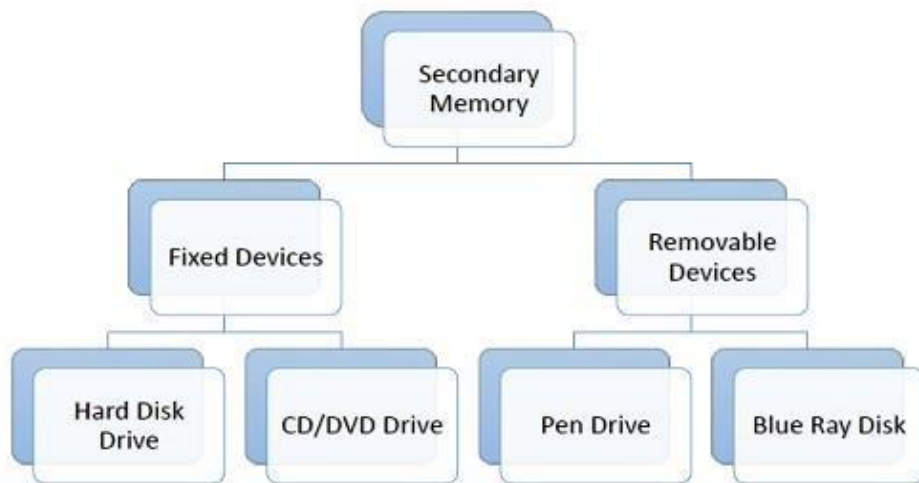 Secondary
Memory
Fixed Devices
Removable
Devices
Hard Disk
Drive
CD/DVD Drive
Pen Drive
Blue Ray Disk